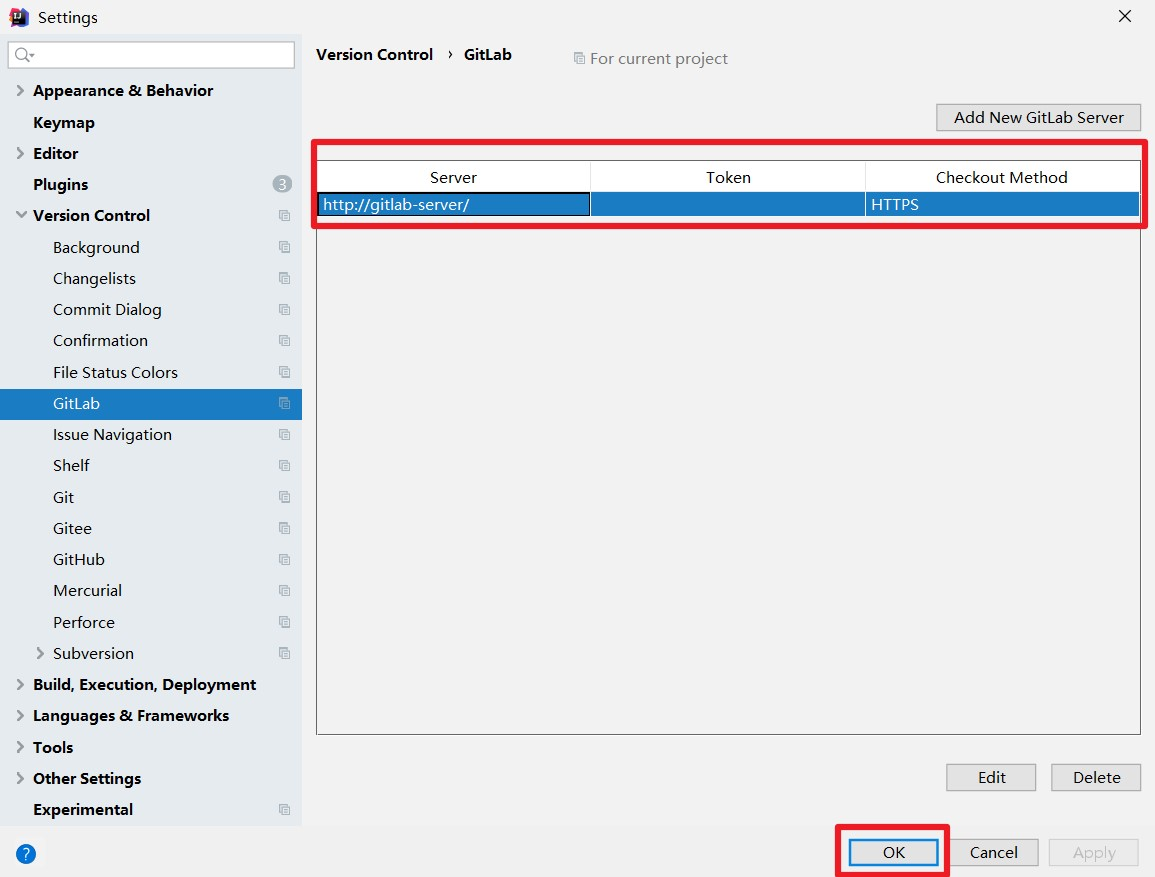 Settings
Version Control › GitLab
For current project
Appearance & Behavior
Keymap
Editor
Plugins
3
Version Control
Background
Changelists
Commit Dialog
Confirmation
File Status Colors
GitLab
Issue Navigation
Shelf
Git
Gitee
GitHub
Mercurial
Perforce
Subversion
Build, Execution, Deployment
Languages & Frameworks
Tools
Other Settings
Experimental
Add New GitLab Server
Server Token Checkout Method
http://gitlab-server/ HTTPS
Edit Delete
? OK Cancel Apply